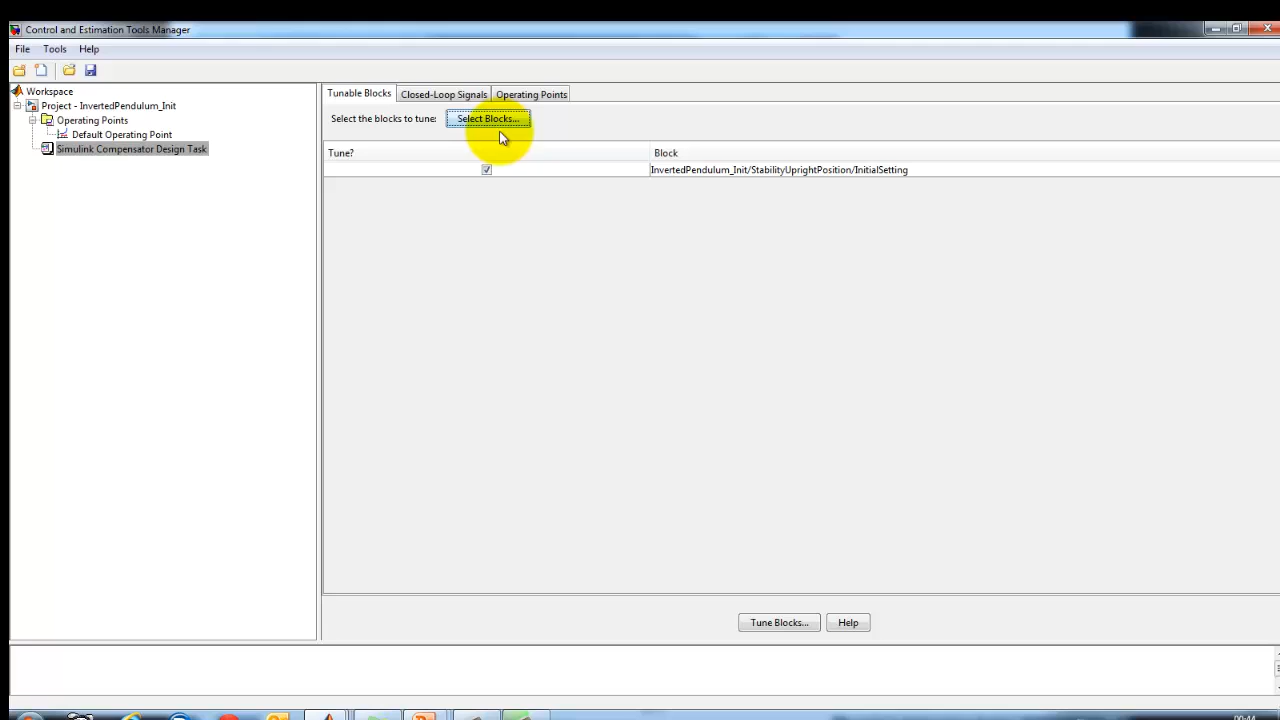 Control and Estimation Tools Manager
File Tools Help
Workspace
Project - InvertedPendulum_Init
Operating Points
Default Operating Point
Simulink Compensator Design Task
Tunable Blocks Closed-Loop Signals Operating Points
Select the blocks to tune: Select Blocks...
Tune? Block
InvertedPendulum_Init/StabilityUprightPosition/InitialSetting
Tune Blocks... Help
00:44